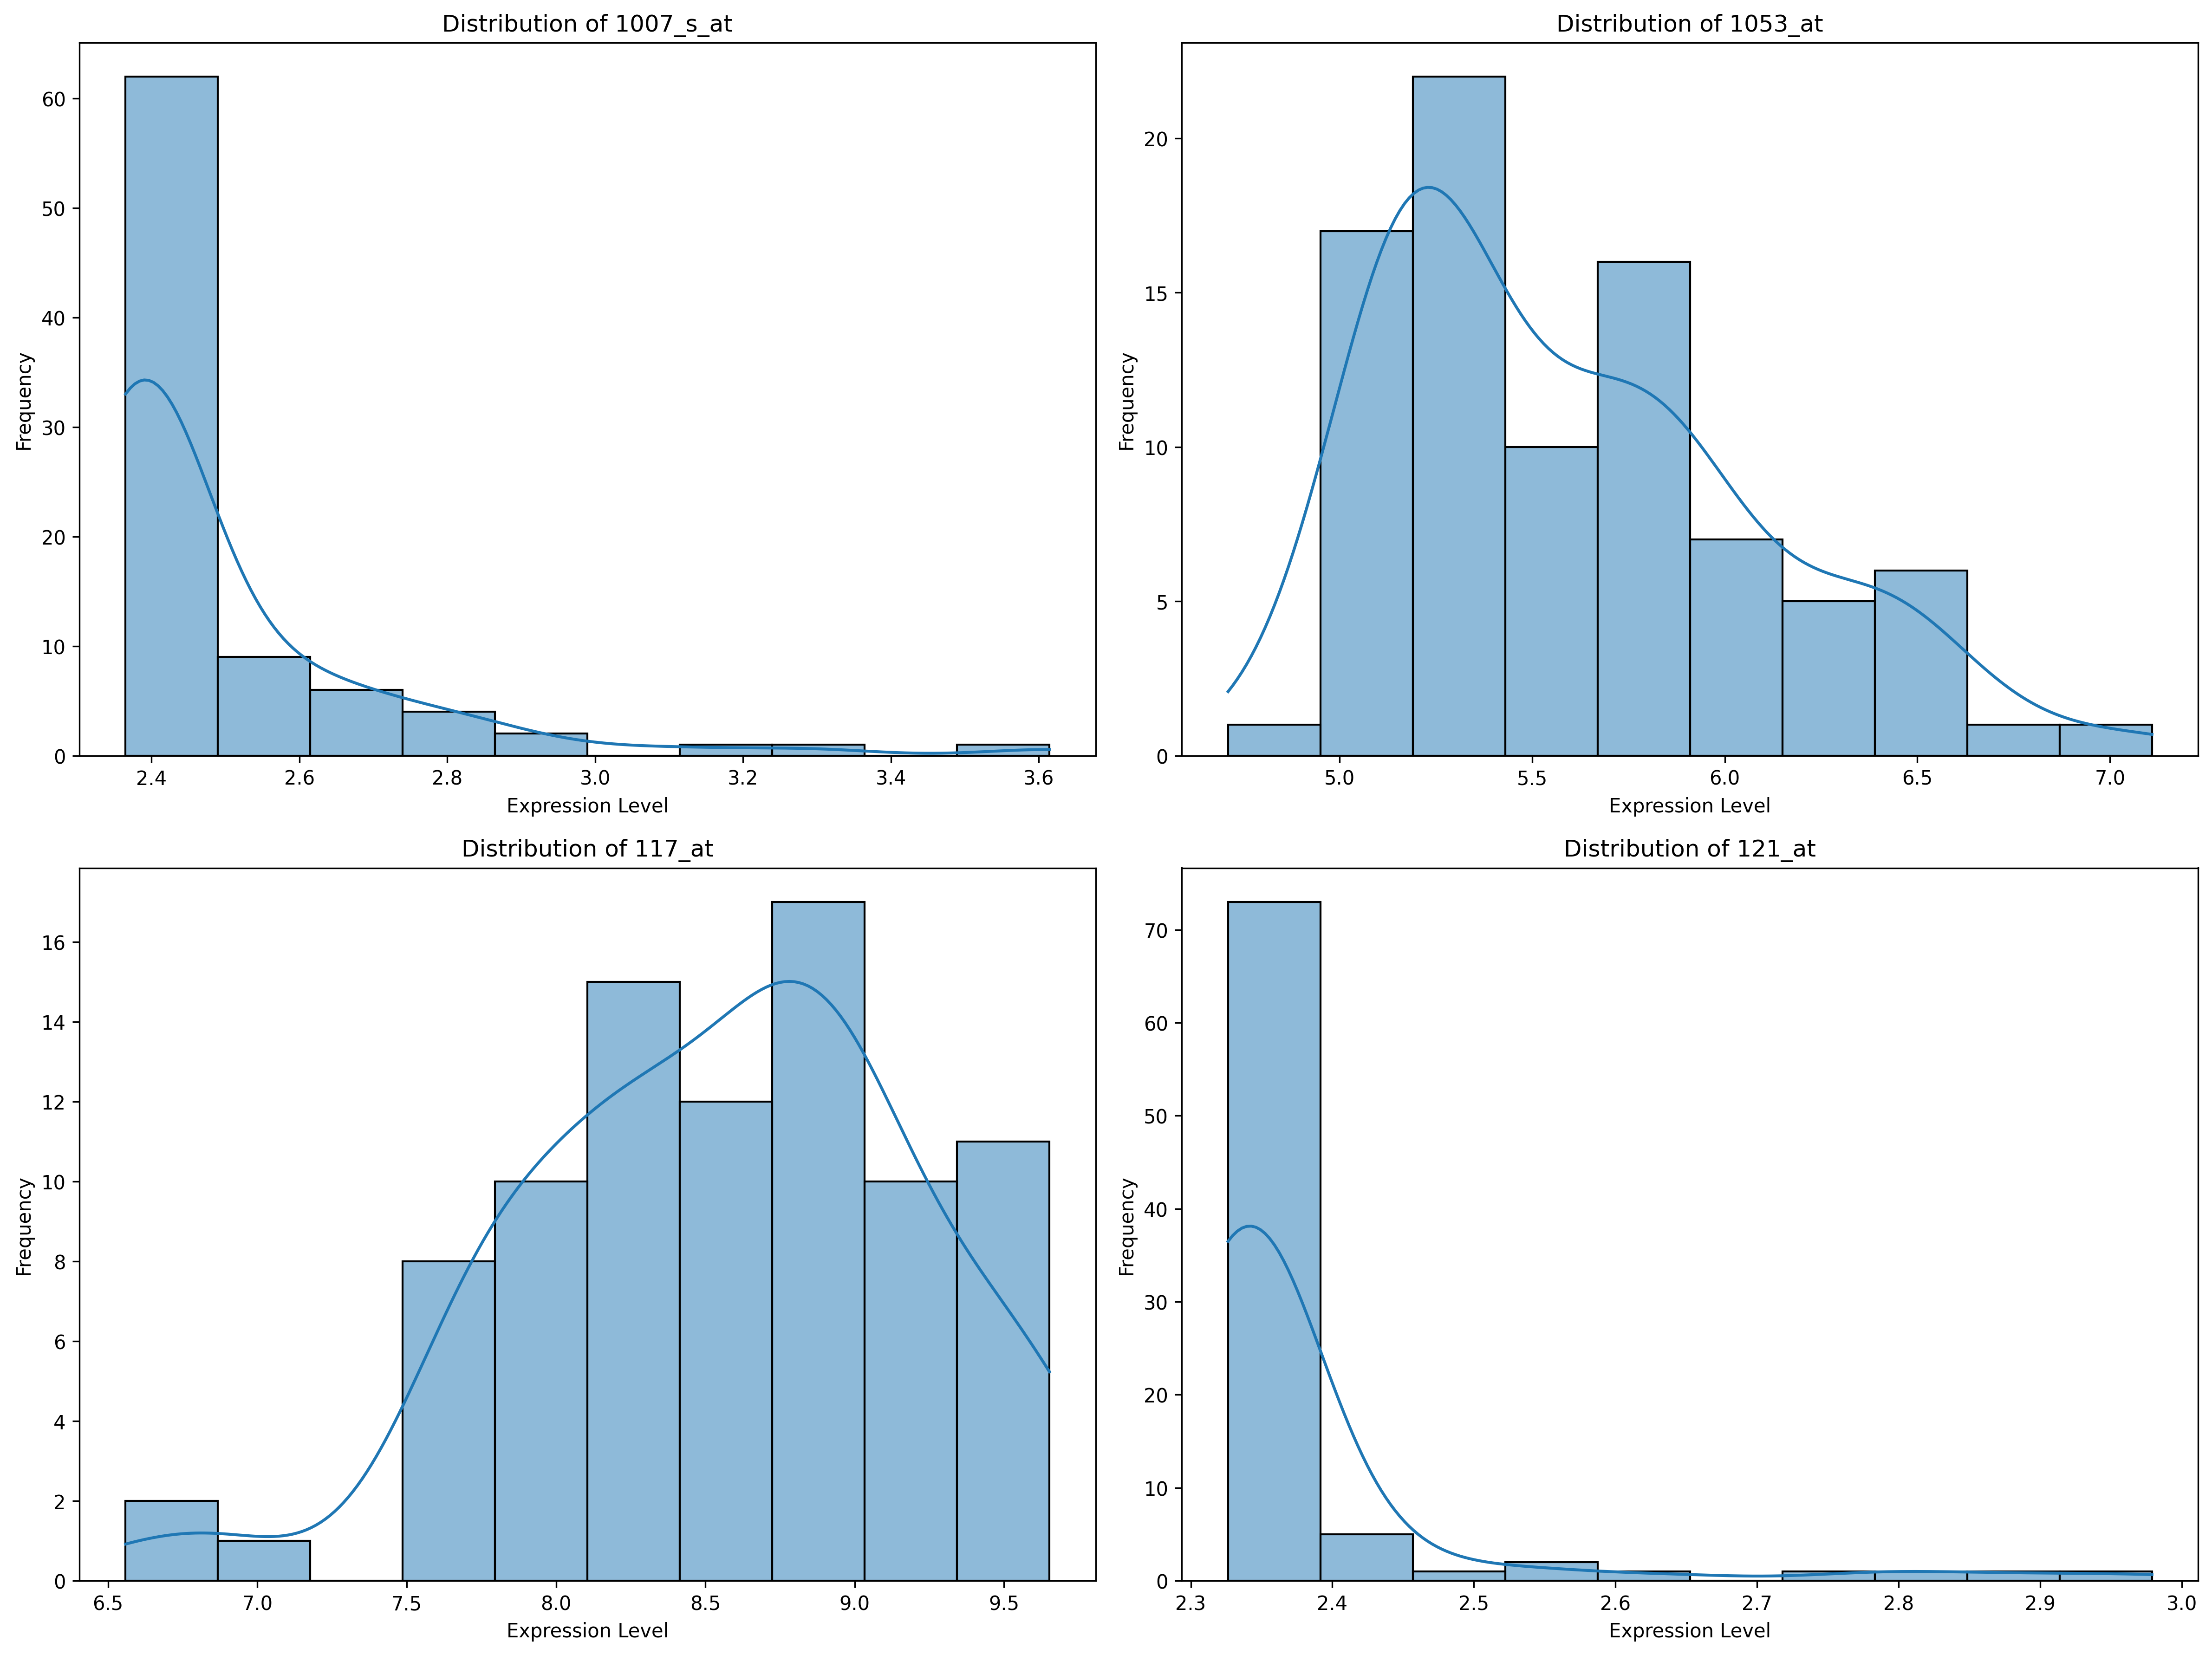 Distribution of 1007_s_at
Frequency
60
50
40
30
20
10
0
2.4 2.6 2.8 3.0 3.2 3.4 3.6
Expression Level
Distribution of 1053_at
Frequency
20
15
10
5
0
5.0 5.5 6.0 6.5 7.0
Expression Level
Distribution of 117_at
Frequency
16
14
12
10
8
6
4
2
0
6.5 7.0 7.5 8.0 8.5 9.0 9.5
Expression Level
Distribution of 121_at
Frequency
70
60
50
40
30
20
10
0
2.3 2.4 2.5 2.6 2.7 2.8 2.9 3.0
Expression Level